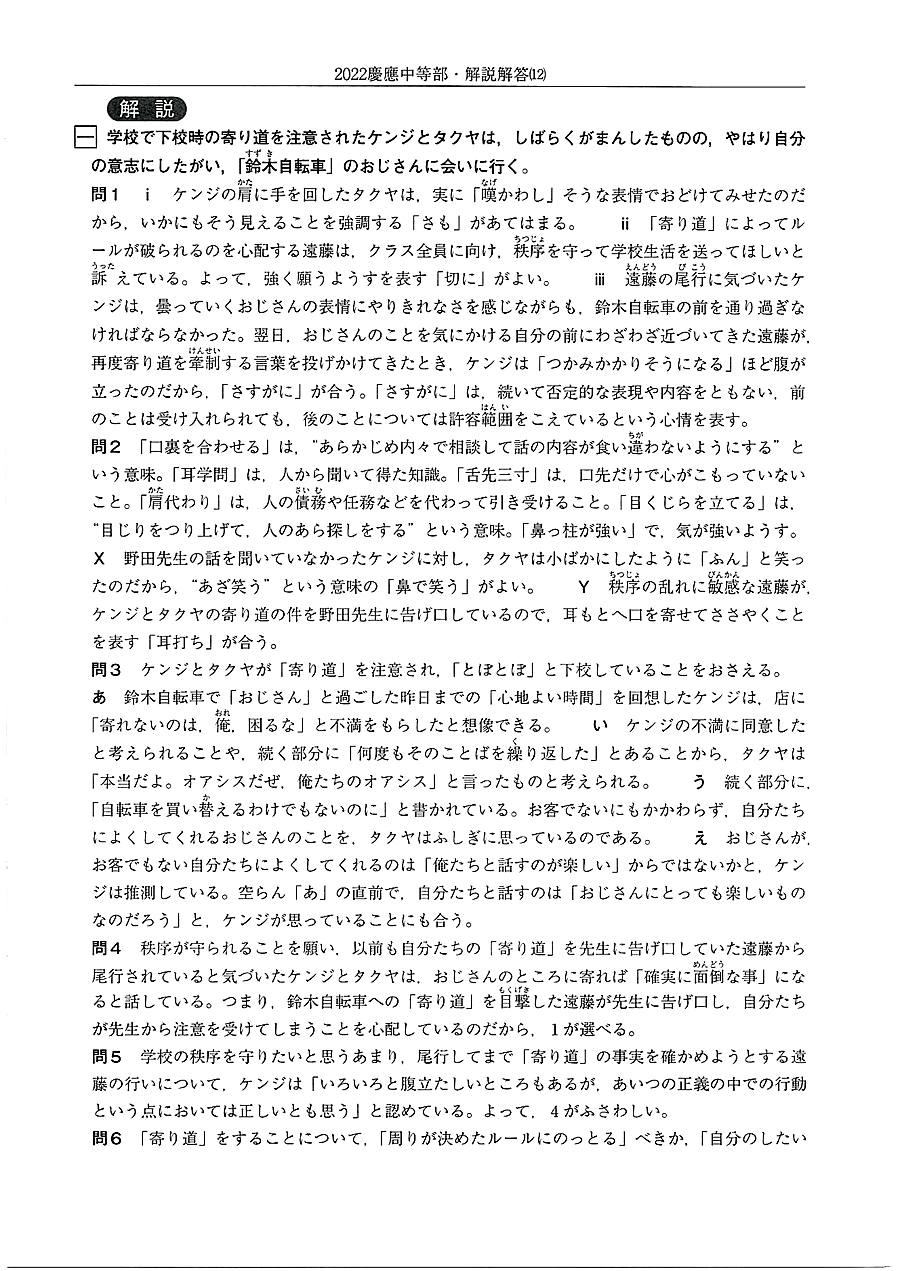 2022慶應中等部・解説解答⑿
解説
一 学校で下校時の寄り道を注意されたケンジとタクヤは，しばらくがまんしたものの，やはり自分
の意志にしたがい，「鈴木自転車」のおじさんに会いに行く。
問1 ⅰ ケンジの肩に手を回したタクヤは，実に「嘆かわし」そうな表情でおどけてみせたのだ
から，いかにもそう見えることを強調する「さも」があてはまる。 ⅱ 「寄り道」によってル
ールが破られるのを心配する遠藤は，クラス全員に向け，秩序を守って学校生活を送ってほしいと
訴えている。よって，強く願うようすを表す「切に」がよい。 ⅲ 遠藤の尾行に気づいたケ
ンジは，曇っていくおじさんの表情にやりきれなさを感じながらも，鈴木自転車の前を通り過ぎな
ければならなかった。翌日，おじさんのことを気にかける自分の前にわざわざ近づいてきた遠藤が，
再度寄り道を牽制する言葉を投げかけてきたとき，ケンジは「つかみかかりそうになる」ほど腹が
立ったのだから，「さすがに」が合う。「さすがに」は，続いて否定的な表現や内容をともない，前
のことは受け入れられても，後のことについては許容範囲をこえているという心情を表す。
問2 「口裏を合わせる」は，“あらかじめ内々で相談して話の内容が食い違わないようにする”と
いう意味。「耳学問」は，人から聞いて得た知識。「舌先三寸」は，口先だけで心がこもっていない
こと。「肩代わり」は，人の債務や任務などを代わって引き受けること。「目くじらを立てる」は，
“目じりをつり上げて，人のあら探しをする”という意味。「鼻っ柱が強い」で，気が強いようす。
X 野田先生の話を聞いていなかったケンジに対し，タクヤは小ばかにしたように「ふん」と笑っ
たのだから，“あざ笑う”という意味の「鼻で笑う」がよい。 Y 秩序の乱れに敏感な遠藤が，
ケンジとタクヤの寄り道の件を野田先生に告げ口しているので，耳もとへ口を寄せてささやくこと
を表す「耳打ち」が合う。
問3 ケンジとタクヤが「寄り道」を注意され，「とぼとぼ」と下校していることをおさえる。
あ 鈴木自転車で「おじさん」と過ごした昨日までの「心地よい時間」を回想したケンジは，店に
「寄れないのは，俺，困るな」と不満をもらしたと想像できる。 い ケンジの不満に同意した
と考えられることや，続く部分に「何度もそのことばを繰り返した」とあることから，タクヤは
「本当だよ。オアシスだぜ，俺たちのオアシス」と言ったものと考えられる。 う 続く部分に，
「自転車を買い替えるわけでもないのに」と書かれている。お客でないにもかかわらず，自分たち
によくしてくれるおじさんのことを，タクヤはふしぎに思っているのである。 え おじさんが，
お客でもない自分たちによくしてくれるのは「俺たちと話すのが楽しい」からではないかと，ケン
ジは推測している。空らん「あ」の直前で，自分たちと話すのは「おじさんにとっても楽しいもの
なのだろう」と，ケンジが思っていることにも合う。
問4 秩序が守られることを願い，以前も自分たちの「寄り道」を先生に告げ口していた遠藤から
尾行されていると気づいたケンジとタクヤは，おじさんのところに寄れば「確実に面倒な事」にな
ると話している。つまり，鈴木自転車への「寄り道」を目撃した遠藤が先生に告げ口し，自分たち
が先生から注意を受けてしまうことを心配しているのだから，1が選べる。
問5 学校の秩序を守りたいと思うあまり，尾行してまで「寄り道」の事実を確かめようとする遠
藤の行いについて，ケンジは「いろいろと腹立たしいところもあるが，あいつの正義の中での行動
という点においては正しいとも思う」と認めている。よって，4がふさわしい。
問6 「寄り道」をすることについて，「周りが決めたルールにのっとる」べきか，「自分のしたい